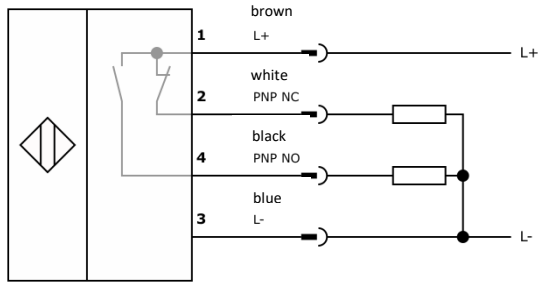 brown
1 L+
L+
white
2 PNP NC
black
4 PNP NO
blue
3 L-
L-